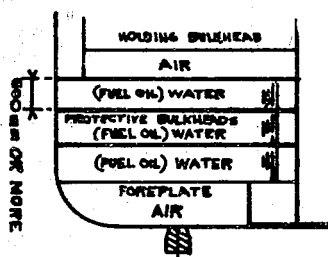 HOLDING BULKHEAD
AIR
(FUEL OIL) WATER
PROTECTIVE BULKHEADS
(FUEL OIL) WATER
(FUEL OIL) WATER
FOREPLATE
AIR
OR MORE